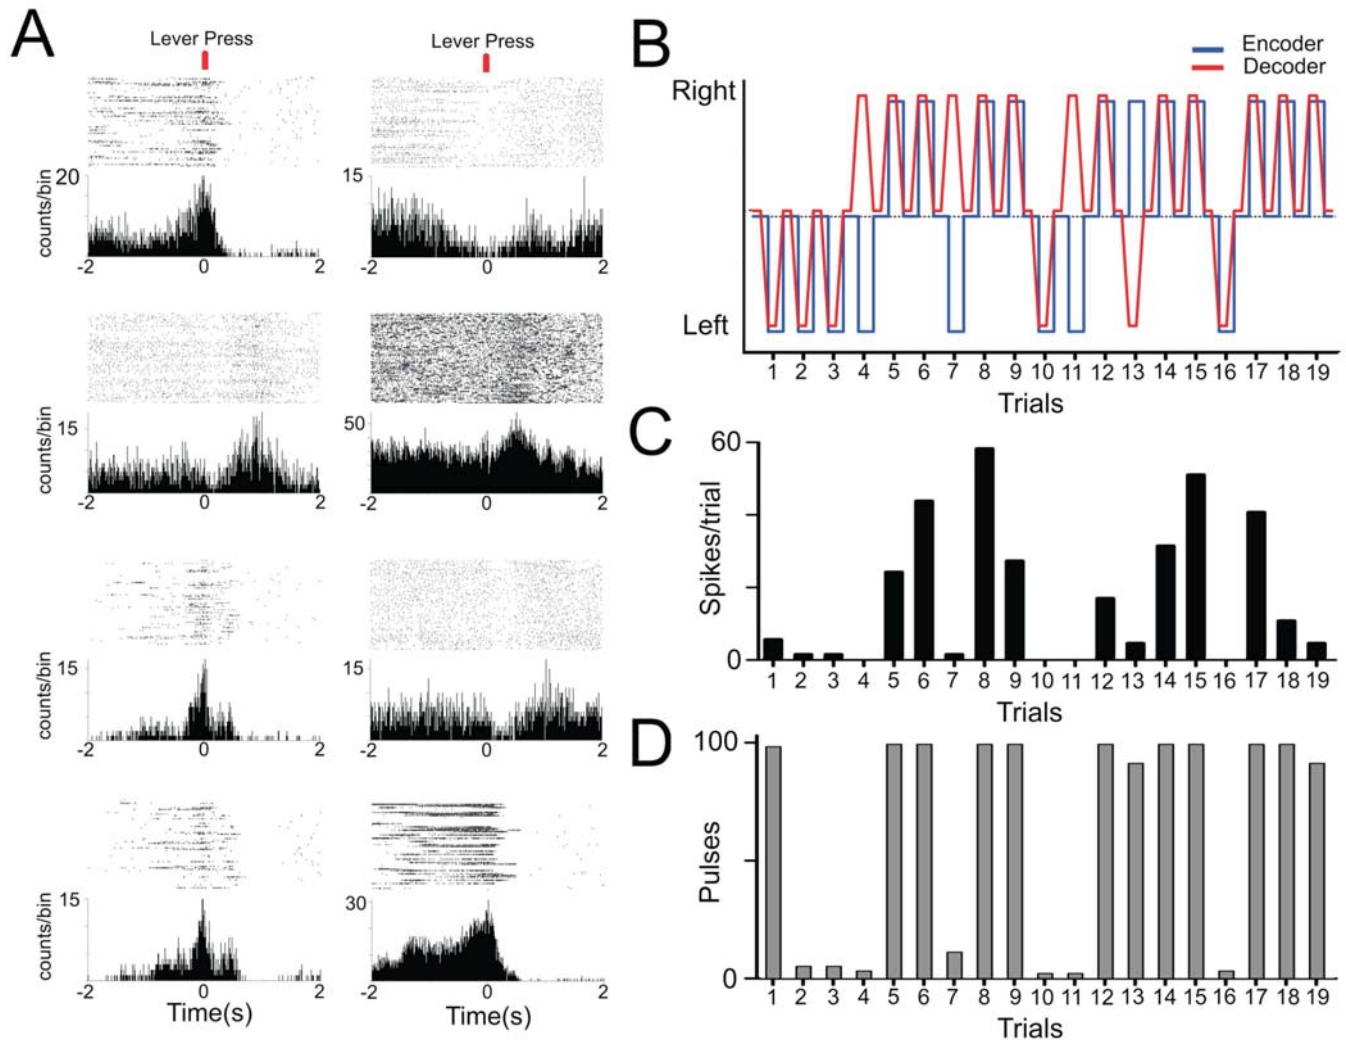 A
Lever Press
Lever Press
20
counts/bin
-2 0 2
15
-2 0 2
15
counts/bin
-2 0 2
50
-2 0 2
15
counts/bin
-2 0 2
15
-2 0 2
15
counts/bin
-2 0 2
Time(s)
30
-2 0 2
Time(s)
B
Encoder
Decoder
Right
Left
1 2 3 4 5 6 7 8 9 10 11 12 13 14 15 16 17 18 19
Trials
C
60
Spikes/trial
0
1 2 3 4 5 6 7 8 9 10 11 12 13 14 15 16 17 18 19
Trials
D
100
Pulses
0
1 2 3 4 5 6 7 8 9 10 11 12 13 14 15 16 17 18 19
Trials